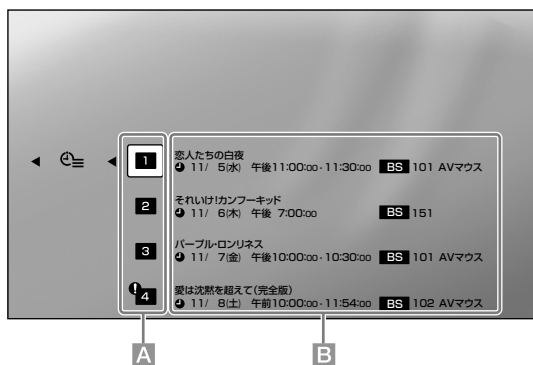 1 恋人たちの白夜
11/ 5(水) 午後11:00:00-11:30:00 BS 101 AVマウス
2 それいけ!カンフーキッド
11/ 6(木) 午後 7:00:00 BS 151
3 パープル・ロンリネス
11/ 7(金) 午後10:00:00-10:30:00 BS 101 AVマウス
! 4 愛は沈黙を超えて(完全版)
11/ 8(土) 午前10:00:00-11:54:00 BS 102 AVマウス
A B